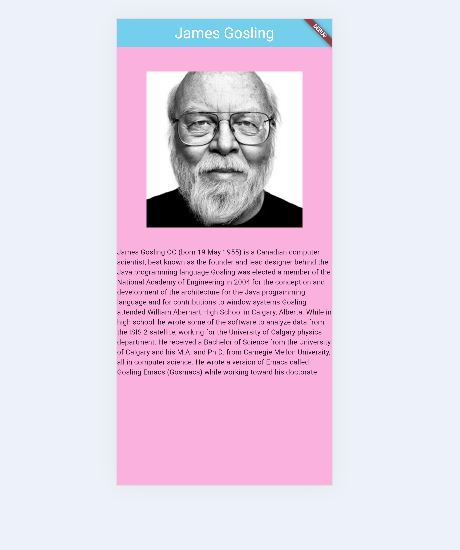 James Gosling
DEBUG
James Gosling OC (born 19 May 1955) is a Canadian computer
scientist, best known as the founder and lead designer behind the
Java programming language.Gosling was elected a member of the
National Academy of Engineering in 2004 for the conception and
development of the architecture for the Java programming
language and for contributions to window systems.Gosling
attended William Aberhart High School in Calgary, Alberta. While in
high school he wrote some of the software to analyze data from
the ISIS 2 satellite, working for the University of Calgary physics
department. He received a Bachelor of Science from the University
of Calgary and his M.A. and Ph.D. from Carnegie Mellon University,
all in computer science. He wrote a version of Emacs called
Gosling Emacs (Gosmacs) while working toward his doctorate.